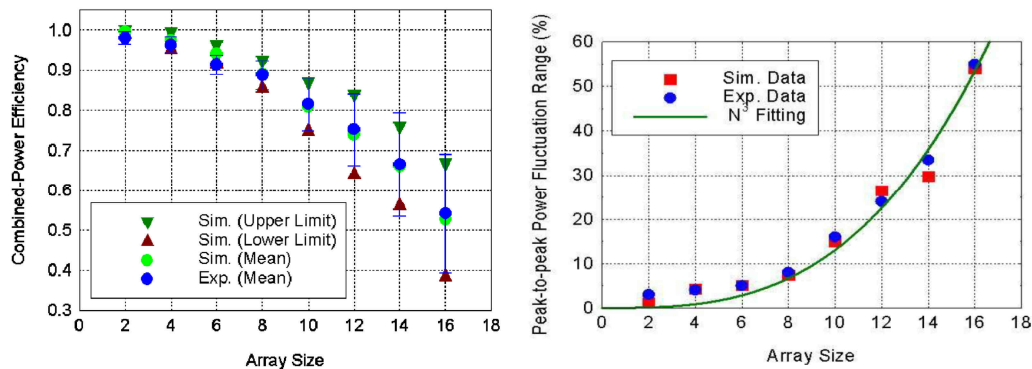 Combined-Power Efficiency
1.0
0.9
0.8
0.7
0.6
0.5
0.4
0.3
Sim. (Upper Limit)
Sim. (Lower Limit)
Sim. (Mean)
Exp. (Mean)
0 2 4 6 8 10 12 14 16 18
Array Size
Peak-to-peak Power Fluctuation Range (%)
60
50
40
30
20
10
0
Sim. Data
Exp. Data
N³ Fitting
0 2 4 6 8 10 12 14 16 18
Array Size